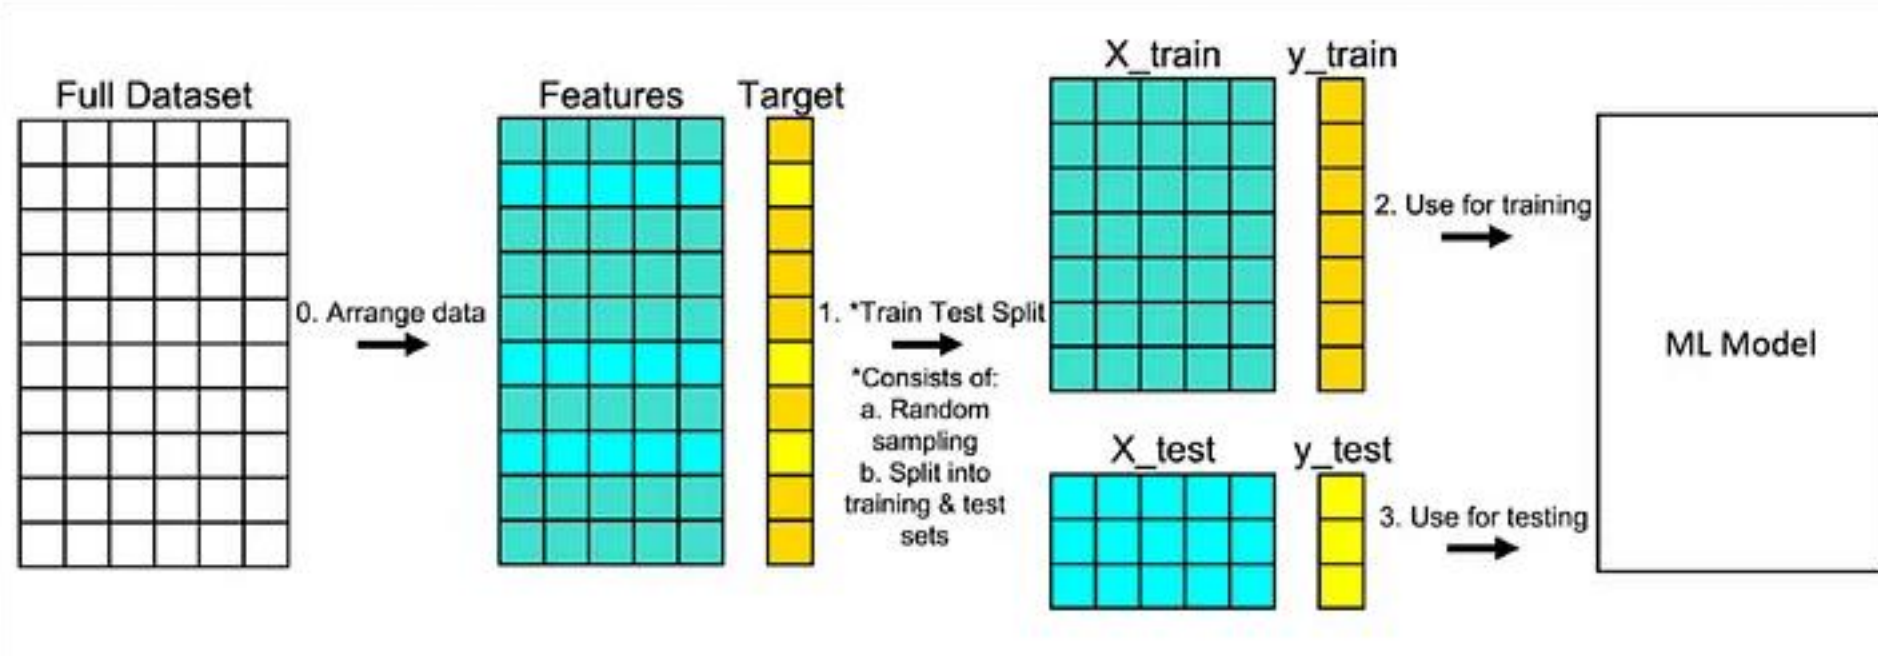 Full Dataset
0. Arrange data
Features
Target
1. *Train Test Split
*Consists of:
a. Random
sampling
b. Split into
training & test
sets
X_train
y_train
2. Use for training
X_test
y_test
3. Use for testing
ML Model